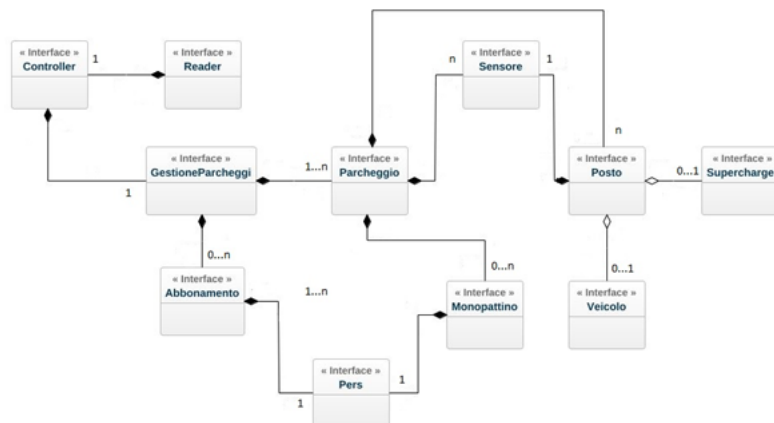 « Interface »
Controller
1
« Interface »
Reader
n
« Interface »
Sensore
1
n
« Interface »
GestioneParcheggi
1
1...n
« Interface »
Parcheggio
« Interface »
Posto
0...1
« Interface »
Supercharge
0...n
« Interface »
Abbonamento
1...n
0...n
« Interface »
Monopattino
0...1
« Interface »
Veicolo
« Interface »
Pers
1
1